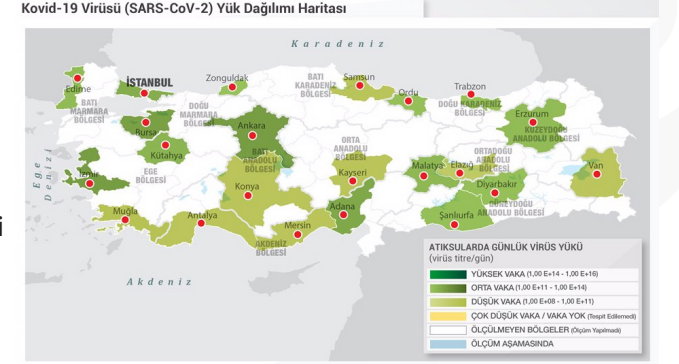 Kovid-19 Virüsü (SARS-CoV-2) Yük Dağılımı Haritası
Karadeniz
Edirne
İSTANBUL
Zonguldak
BATI
KARADENİZ
BÖLGESİ
Samsun
Ordu
Trabzon
BATI
MARMARA
BÖLGESİ
DOĞU
MARMARA
BÖLGESİ
DOĞU KARADENİZ
BÖLGESİ
Erzurum
Bursa
Ankara
KUZEYDOĞU
ANADOLU BÖLGESİ
Kütahya
BATI
ANADOLU
BÖLGESİ
ORTA
ANADOLU
BÖLGESİ
ORTADOĞU
ANADOLU
BÖLGESİ
Ege
Denizi
İzmir
EGE
BÖLGESİ
Konya
Kayseri
Malatya
Elazığ
Van
Diyarbakır
Muğla
Antalya
Mersin
Adana
Şanlıurfa
GÜNEYDOĞU
ANADOLU BÖLGESİ
AKDENİZ
BÖLGESİ
Akdeniz
i
ATIKSULARDA GÜNLÜK VİRÜS YÜKÜ
(virüs titre/gün)
YÜKSEK VAKA (1,00 E+14 - 1,00 E+16)
ORTA VAKA (1,00 E+11 - 1,00 E+14)
DÜŞÜK VAKA (1,00 E+08 - 1,00 E+11)
ÇOK DÜŞÜK VAKA / VAKA YOK (Tespit Edilemedi)
ÖLÇÜLMEYEN BÖLGELER (Ölçüm Yapılmadı)
ÖLÇÜM AŞAMASINDA